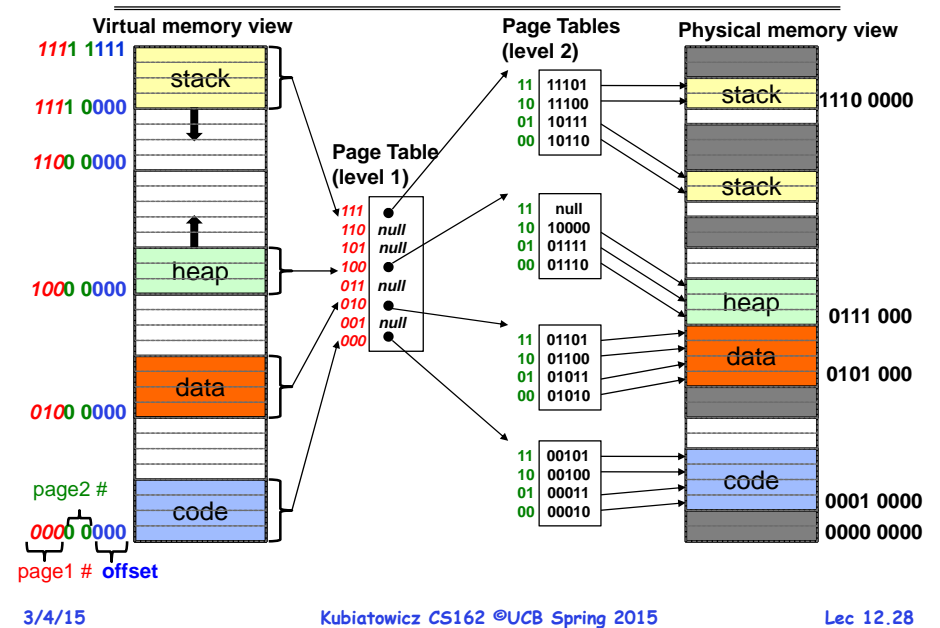 Virtual memory view
1111 1111
stack
1111 0000
1100 0000
heap
1000 0000
data
0100 0000
page2 #
code
0000 0000
page1 # offset
Page Table
(level 1)
111
110 null
101 null
100
011 null
010
001 null
000
Page Tables
(level 2)
11 11101
10 11100
01 10111
00 10110
11 null
10 10000
01 01111
00 01110
11 01101
10 01100
01 01011
00 01010
11 00101
10 00100
01 00011
00 00010
Physical memory view
stack
1110 0000
stack
heap
0111 000
data
0101 000
code
0001 0000
0000 0000
3/4/15
Kubiatowicz CS162 ©UCB Spring 2015
Lec 12.28